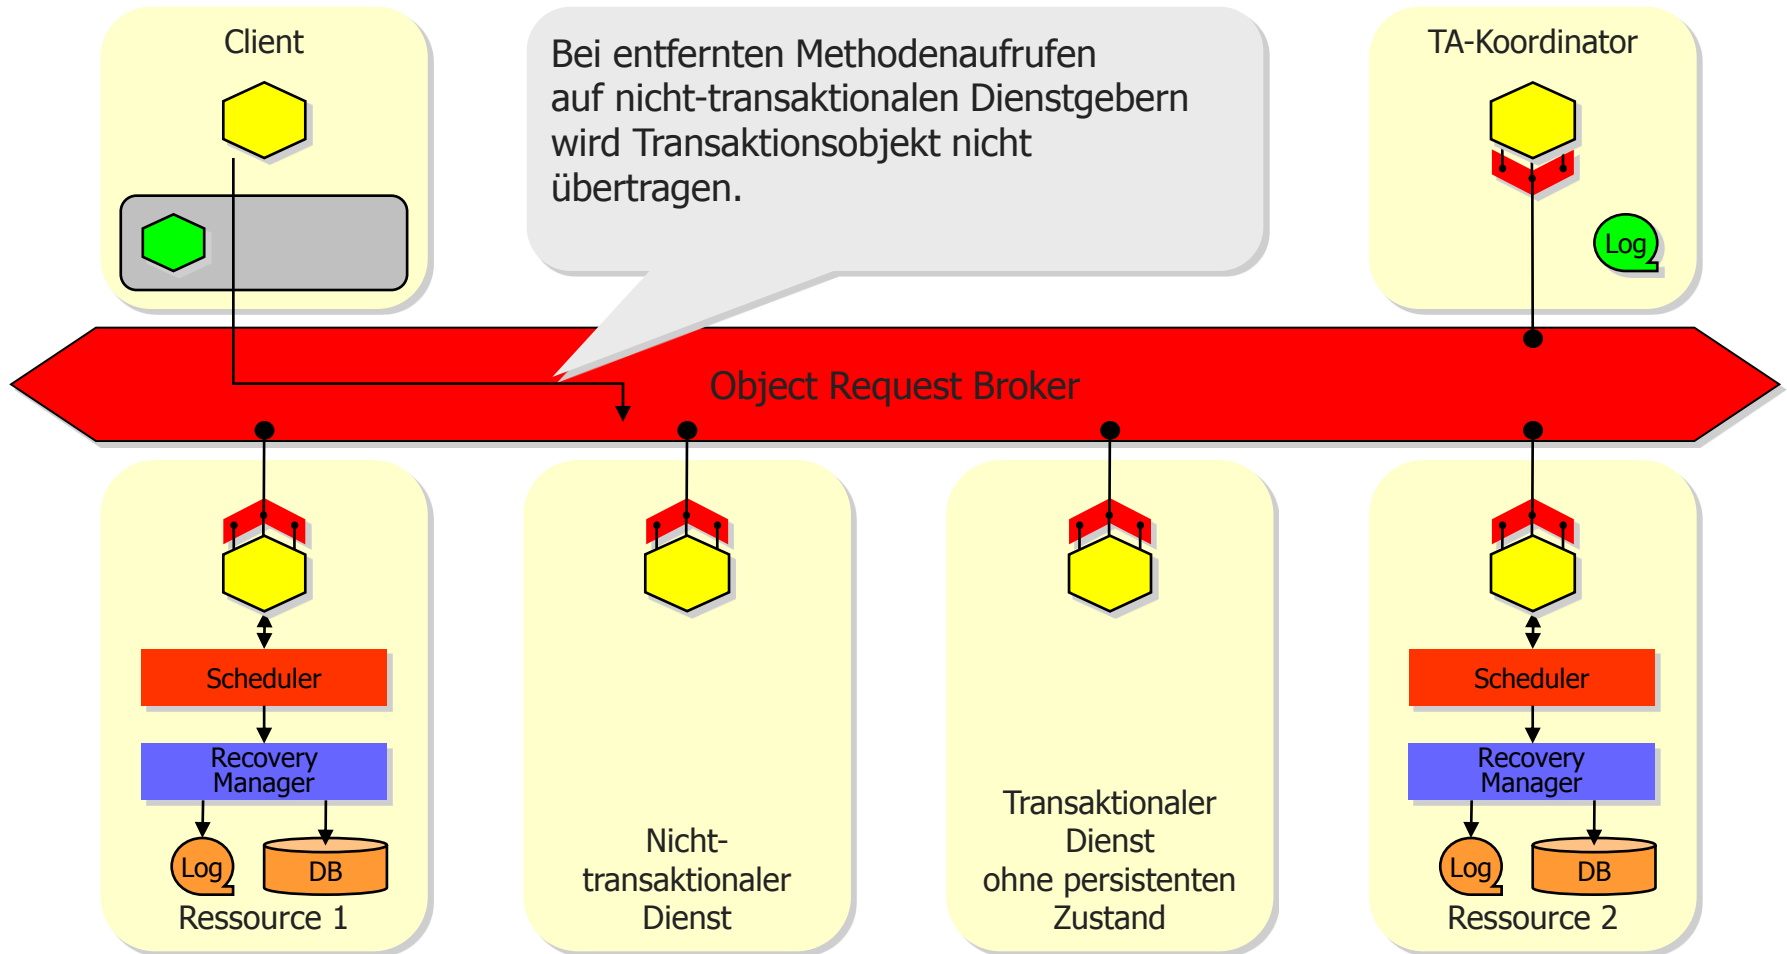 Client
Bei entfernten Methodenaufrufen
auf nicht-transaktionalen Dienstgebern
wird Transaktionsobjekt nicht
übertragen.
TA-Koordinator
Log
Object Request Broker
Scheduler
Recovery
Manager
Log
DB
Ressource 1
Nicht-
transaktionaler
Dienst
Transaktionaler
Dienst
ohne persistenten
Zustand
Scheduler
Recovery
Manager
Log
DB
Ressource 2